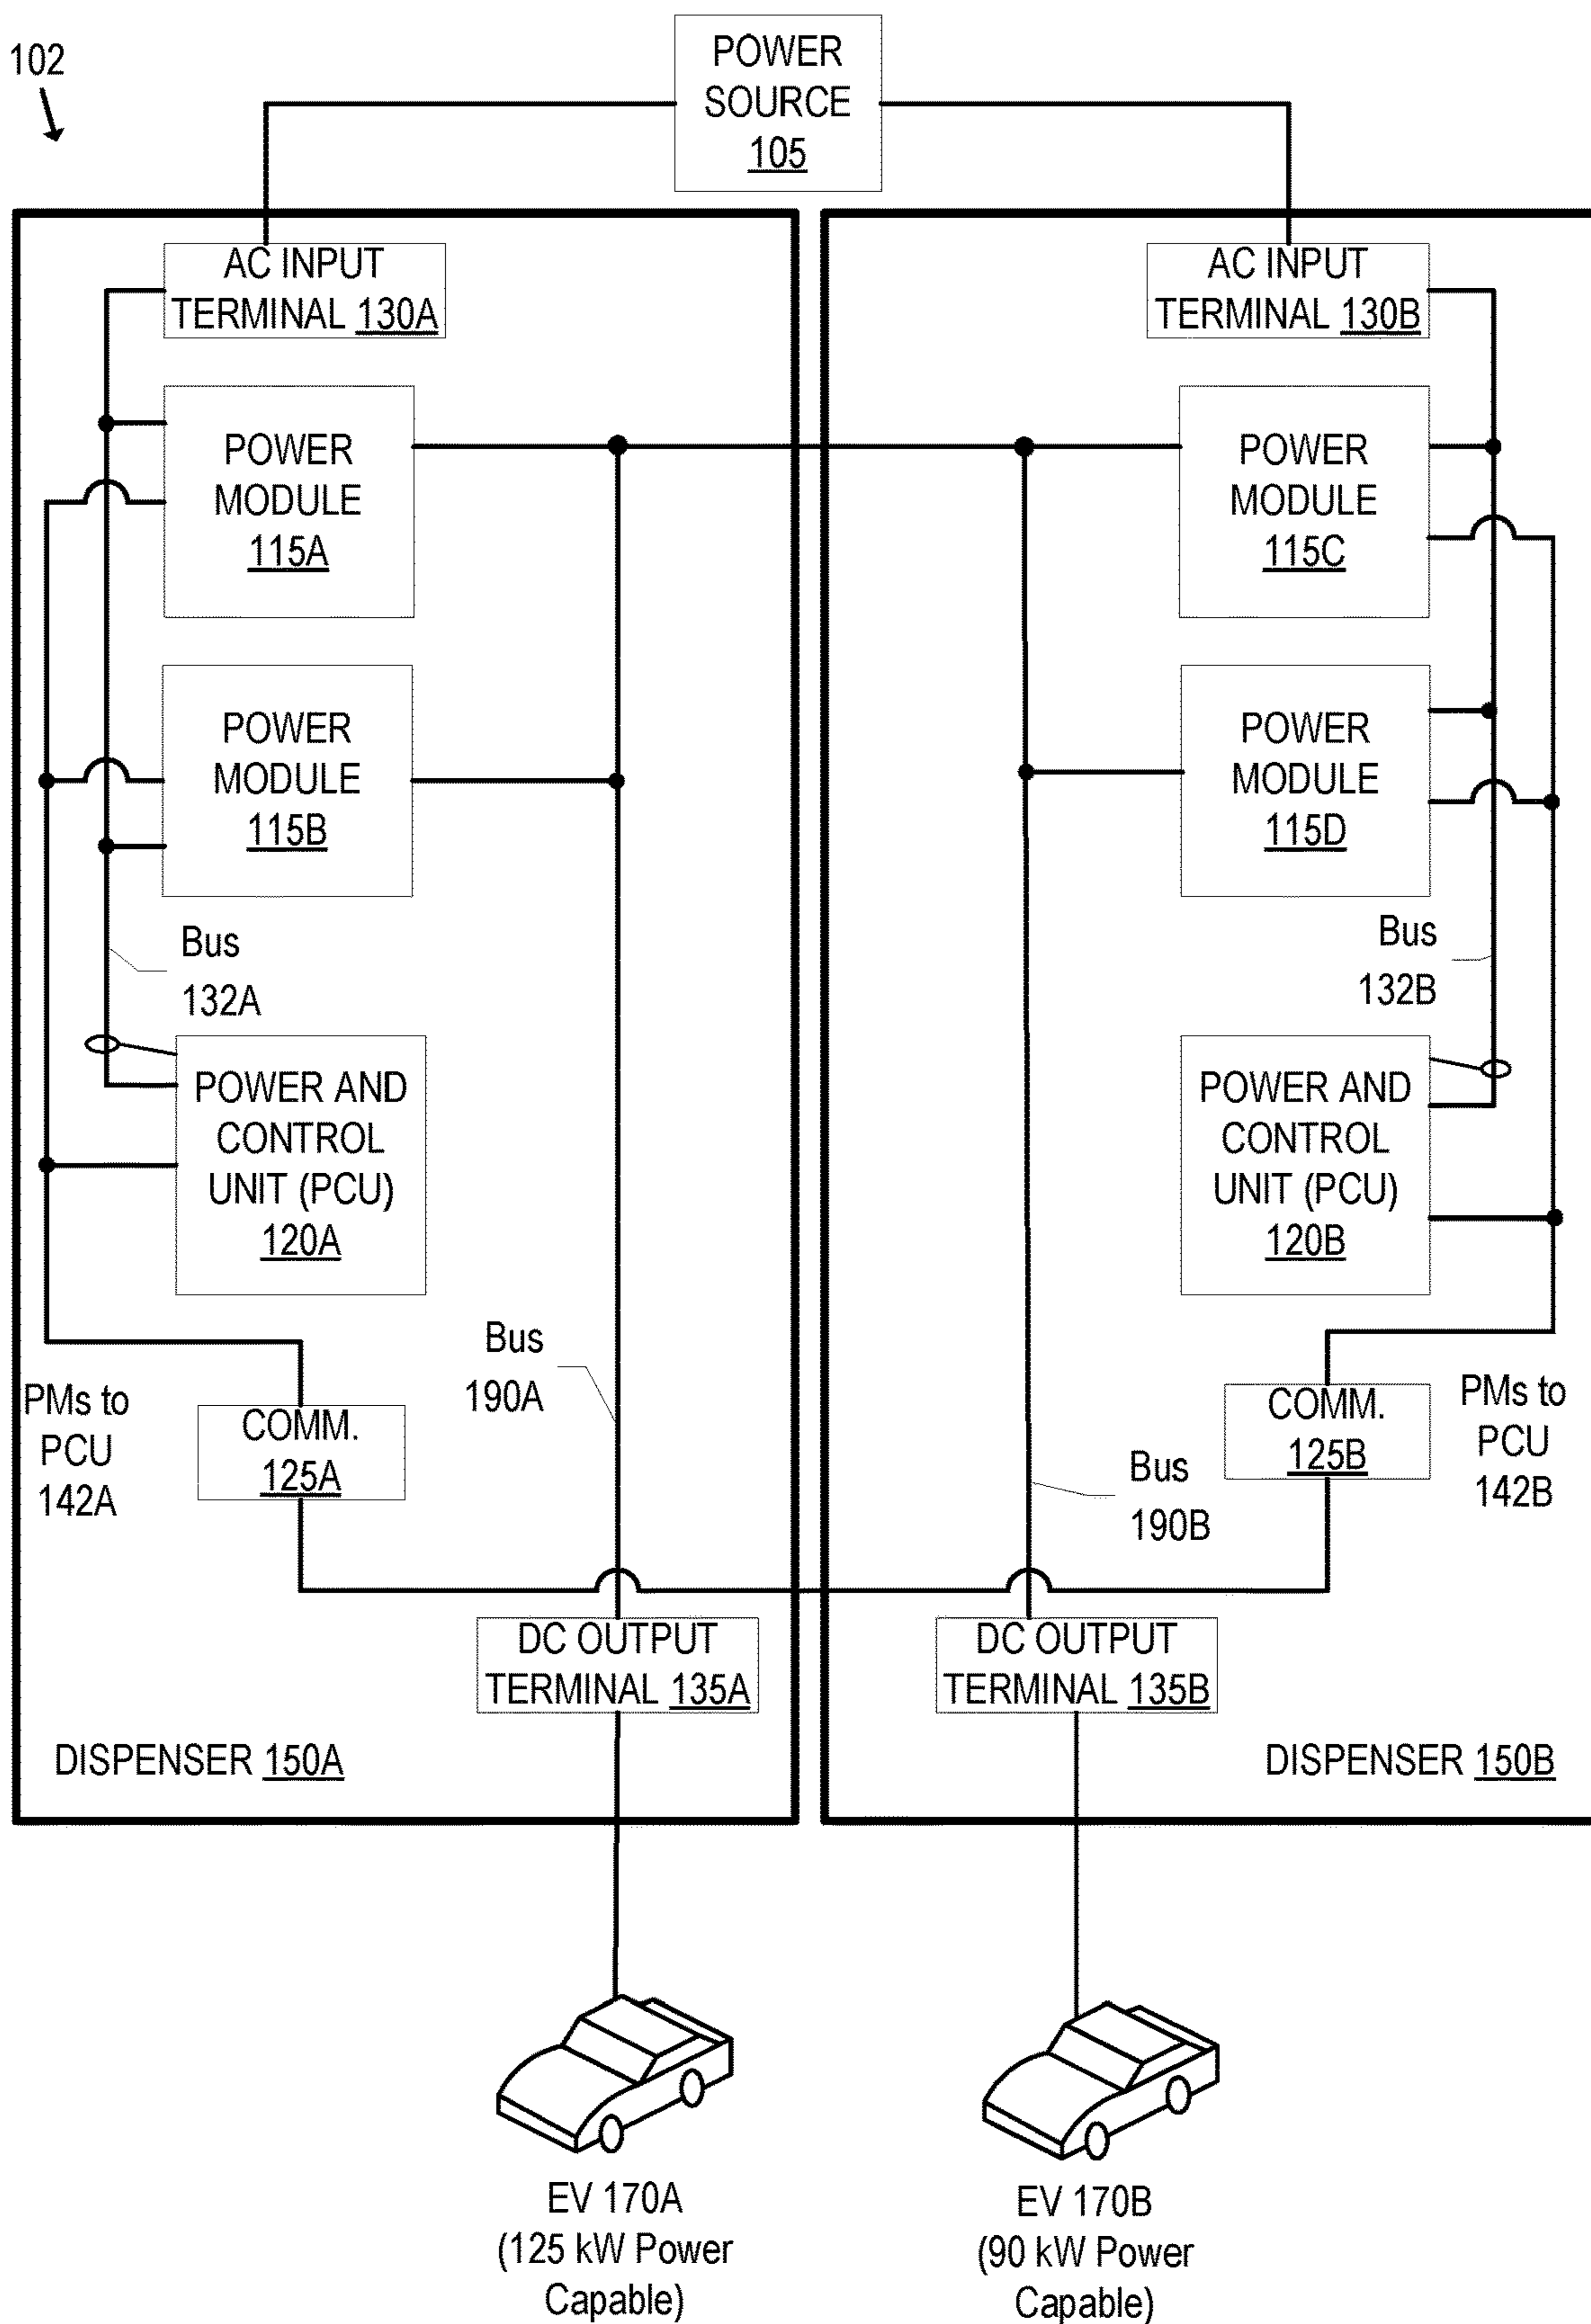 102
POWER
SOURCE
105
AC INPUT
TERMINAL 130A
AC INPUT
TERMINAL 130B
POWER
MODULE
115A
POWER
MODULE
115C
POWER
MODULE
115B
POWER
MODULE
115D
Bus
132A
Bus
132B
POWER AND
CONTROL
UNIT (PCU)
120A
POWER AND
CONTROL
UNIT (PCU)
120B
Bus
190A
PMs to
PCU
142A
COMM.
125A
COMM.
125B
PMs to
PCU
142B
Bus
190B
DC OUTPUT
TERMINAL 135A
DC OUTPUT
TERMINAL 135B
DISPENSER 150A
DISPENSER 150B
EV 170A
(125 kW Power
Capable)
EV 170B
(90 kW Power
Capable)